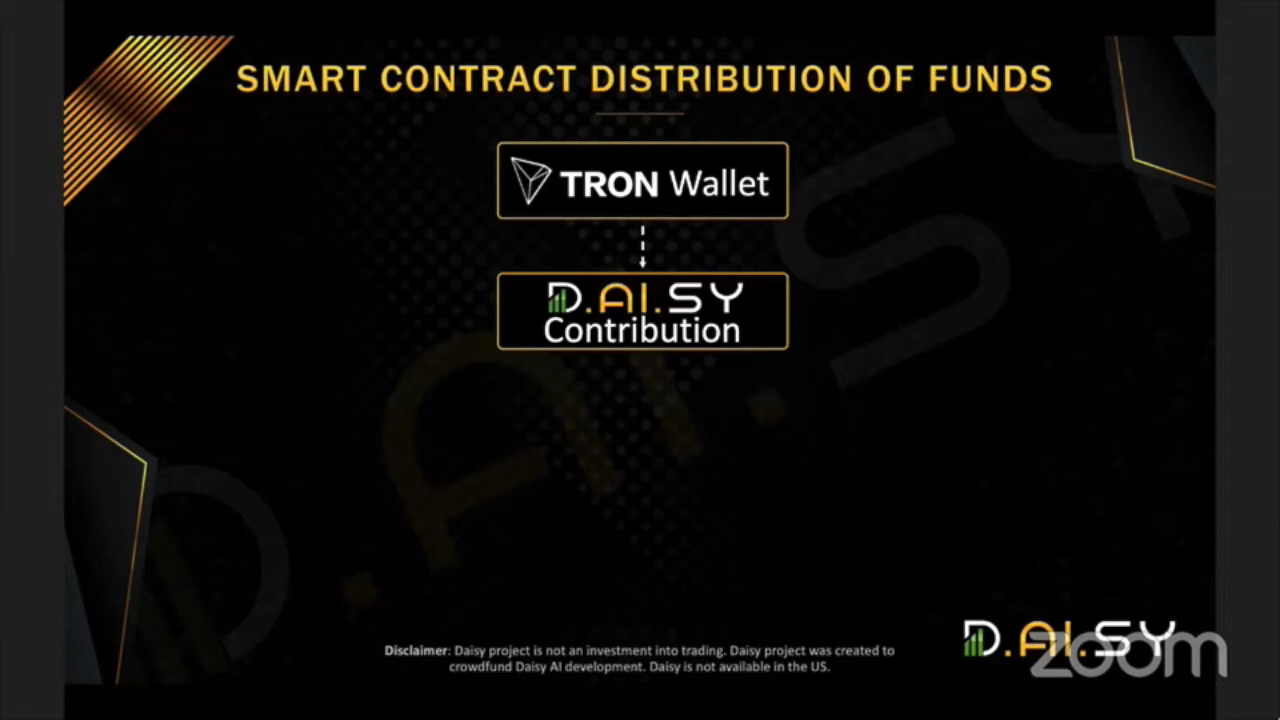 SMART CONTRACT DISTRIBUTION OF FUNDS
TRON Wallet
D.AI.SY
Contribution
Disclaimer: Daisy project is not an investment into trading. Daisy project was created to
crowdfund Daisy AI development. Daisy is not available in the US.
D.AI.SY
zoom
D.AI.SY